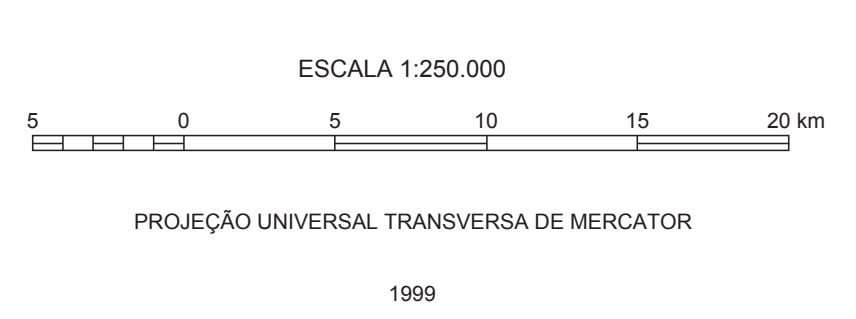 ESCALA 1:250.000
5 0 5 10 15 20 km
PROJEÇÃO UNIVERSAL TRANSVERSA DE MERCATOR
1999